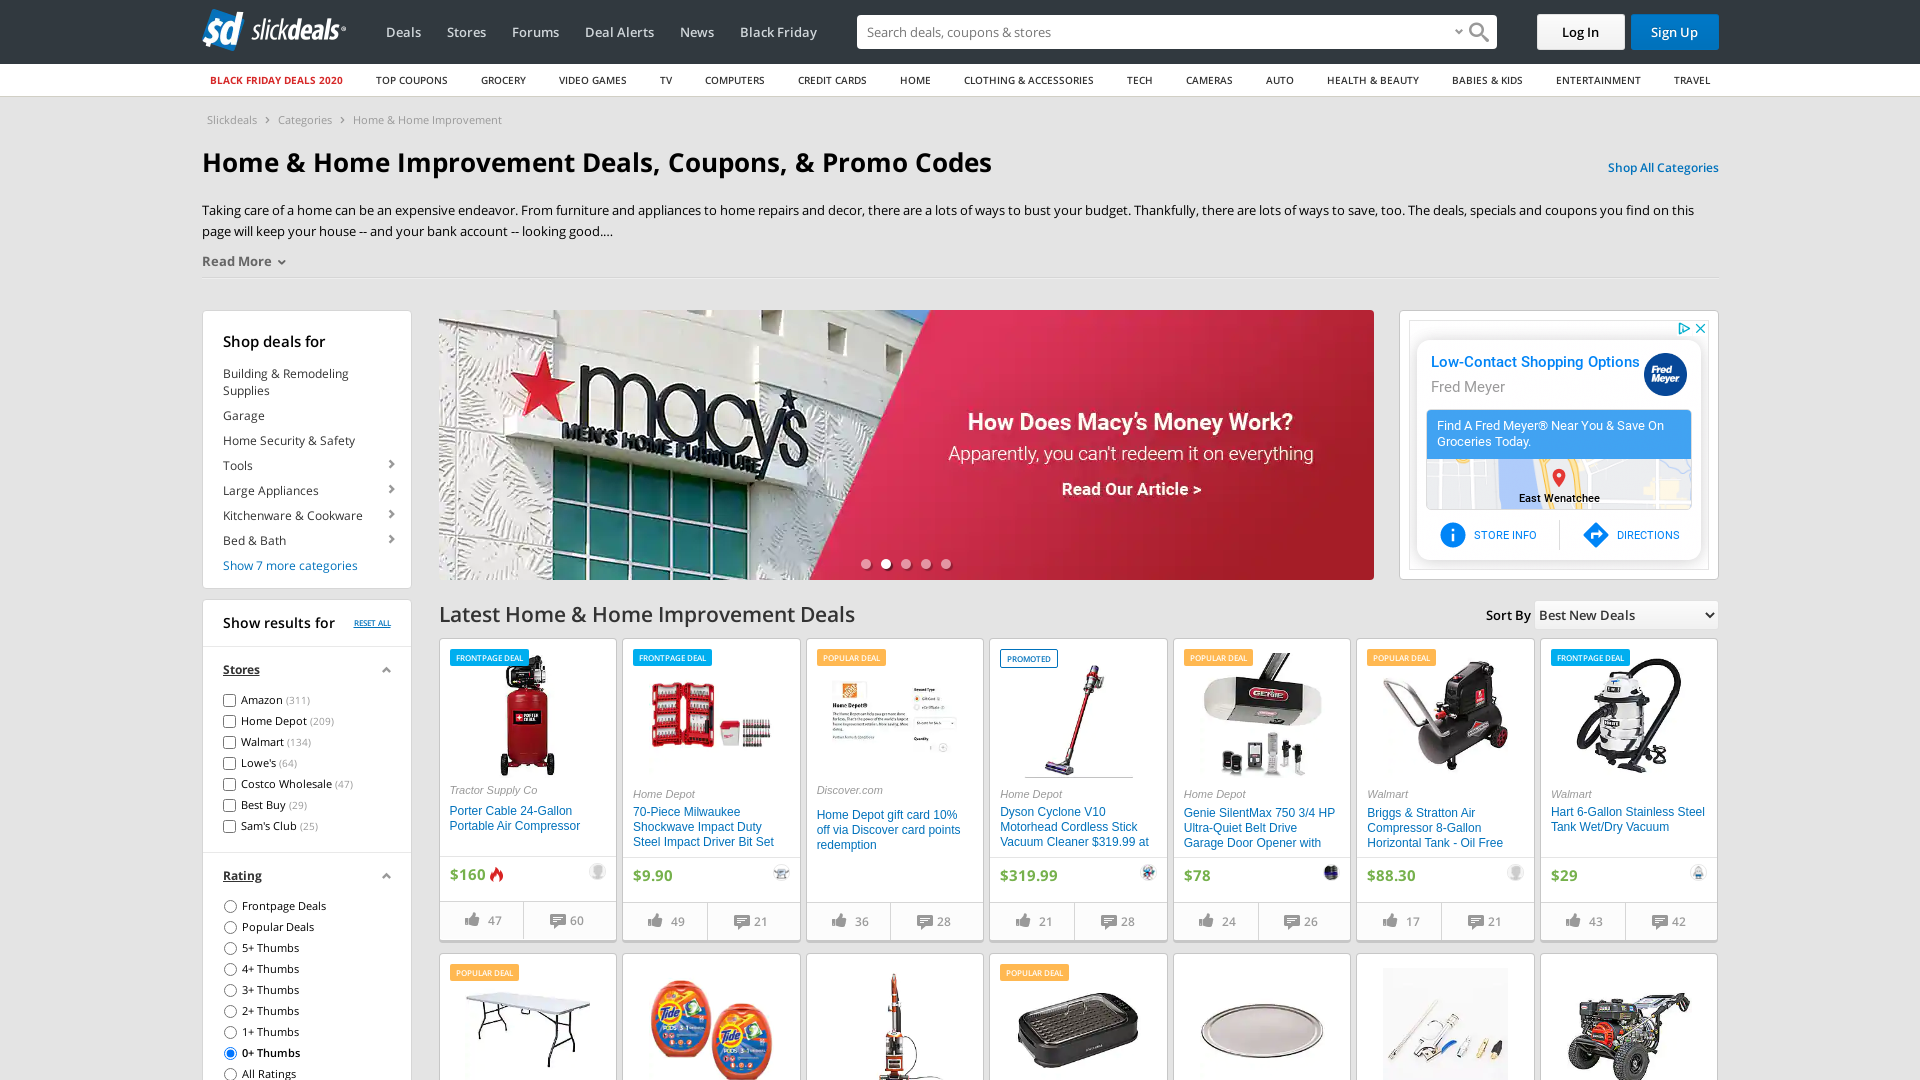 sd slickdeals
Deals
Stores
Forums
Deal Alerts
News
Black Friday
Search deals, coupons & stores
Log In
Sign Up
BLACK FRIDAY DEALS 2020
TOP COUPONS
GROCERY
VIDEO GAMES
TV
COMPUTERS
CREDIT CARDS
HOME
CLOTHING & ACCESSORIES
TECH
CAMERAS
AUTO
HEALTH & BEAUTY
BABIES & KIDS
ENTERTAINMENT
TRAVEL
Slickdeals
Categories
Home & Home Improvement
Home & Home Improvement Deals, Coupons, & Promo Codes
Shop All Categories
Taking care of a home can be an expensive endeavor. From furniture and appliances to home repairs and decor, there are a lots of ways to bust your budget. Thankfully, there are lots of ways to save, too. The deals, specials and coupons you find on this
page will keep your house -- and your bank account -- looking good.…
Read More
Shop deals for
Building & Remodeling
Supplies
Garage
Home Security & Safety
Tools
Large Appliances
Kitchenware & Cookware
Bed & Bath
Show 7 more categories
macy's
MEN'S HOME FURNITURE
How Does Macy's Money Work?
Apparently, you can't redeem it on everything
Read Our Article >
Low-Contact Shopping Options
Fred Meyer
Fred
Meyer
Find A Fred Meyer® Near You & Save On
Groceries Today.
East Wenatchee
STORE INFO
DIRECTIONS
Show results for
RESET ALL
Stores
Amazon (311)
Home Depot (209)
Walmart (134)
Lowe's (64)
Costco Wholesale (47)
Best Buy (29)
Sam's Club (25)
Rating
Frontpage Deals
Popular Deals
5+ Thumbs
4+ Thumbs
3+ Thumbs
2+ Thumbs
1+ Thumbs
0+ Thumbs
All Ratings
Latest Home & Home Improvement Deals
Sort By
Best New Deals
FRONTPAGE DEAL
Tractor Supply Co
Porter Cable 24-Gallon
Portable Air Compressor
$160
47
60
FRONTPAGE DEAL
Home Depot
70-Piece Milwaukee
Shockwave Impact Duty
Steel Impact Driver Bit Set
$9.90
49
21
POPULAR DEAL
Home Depot®
Discover.com
Home Depot gift card 10%
off via Discover card points
redemption
36
28
PROMOTED
Home Depot
Dyson Cyclone V10
Motorhead Cordless Stick
Vacuum Cleaner $319.99 at
$319.99
21
28
POPULAR DEAL
GENIE
Home Depot
Genie SilentMax 750 3/4 HP
Ultra-Quiet Belt Drive
Garage Door Opener with
$78
24
26
POPULAR DEAL
Walmart
Briggs & Stratton Air
Compressor 8-Gallon
Horizontal Tank - Oil Free
$88.30
17
21
FRONTPAGE DEAL
Walmart
Hart 6-Gallon Stainless Steel
Tank Wet/Dry Vacuum
$29
43
42
POPULAR DEAL
Tide
PODS 3in1
Tide
PODS 3in1
POPULAR DEAL